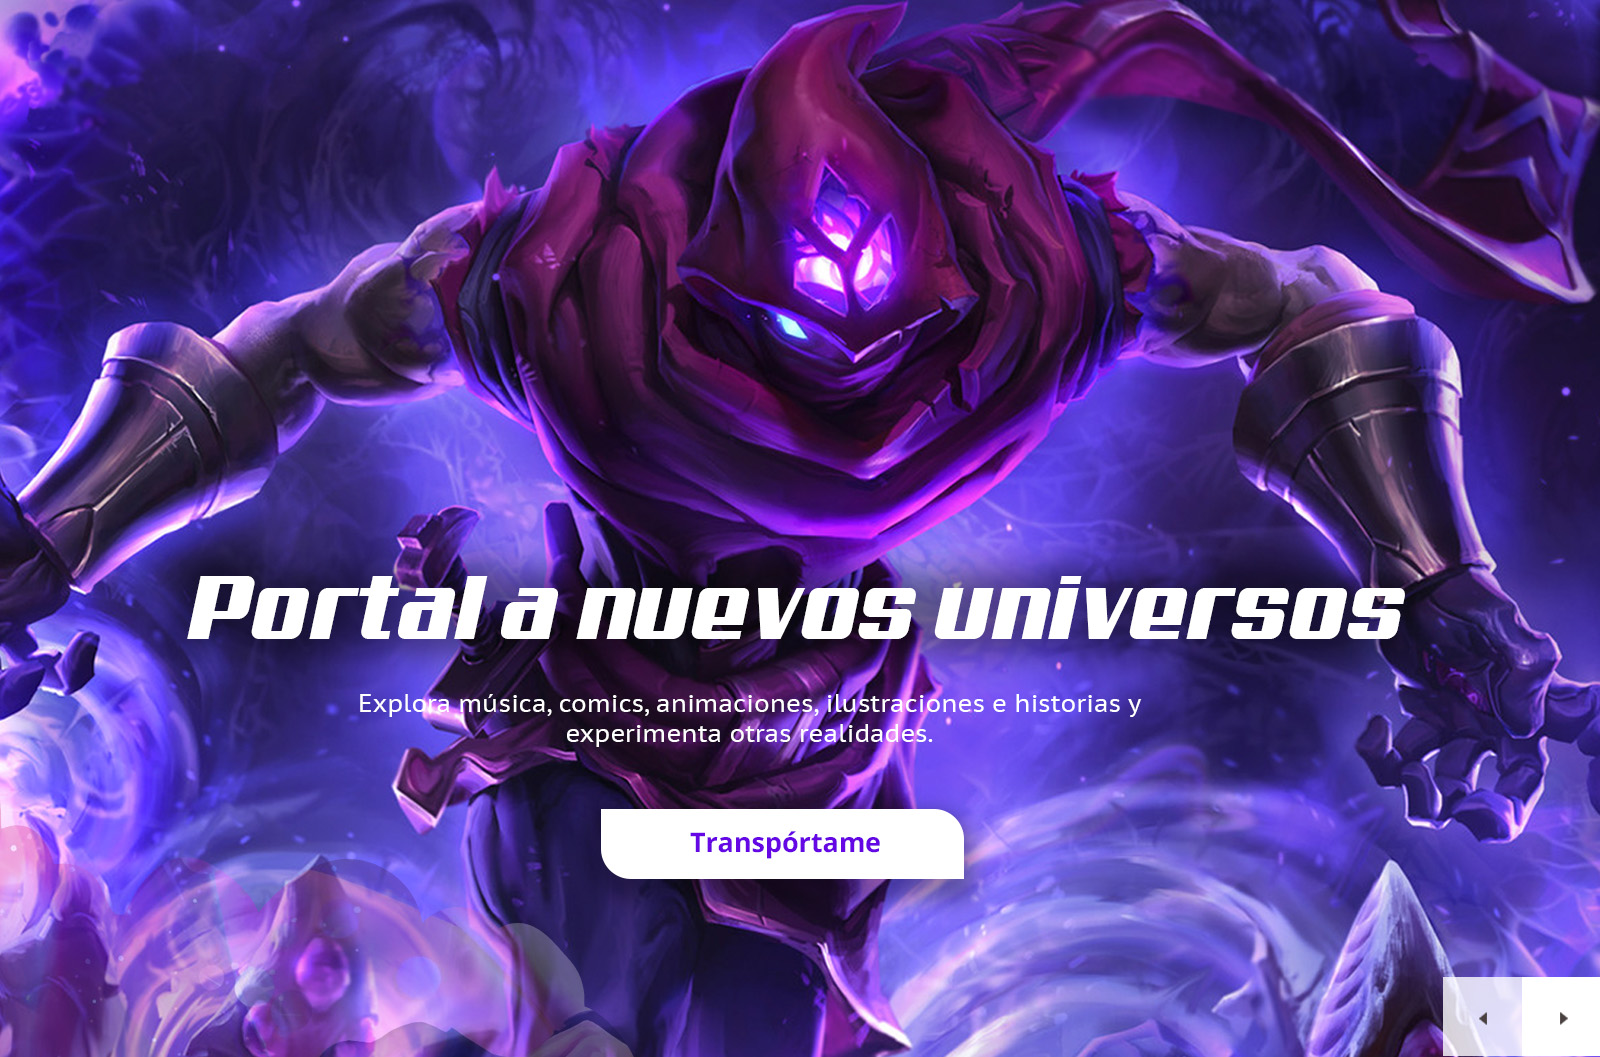 Portal a nuevos universos
Explora música, comics, animaciones, ilustraciones e historias y
experimenta otras realidades.
Transpórtame